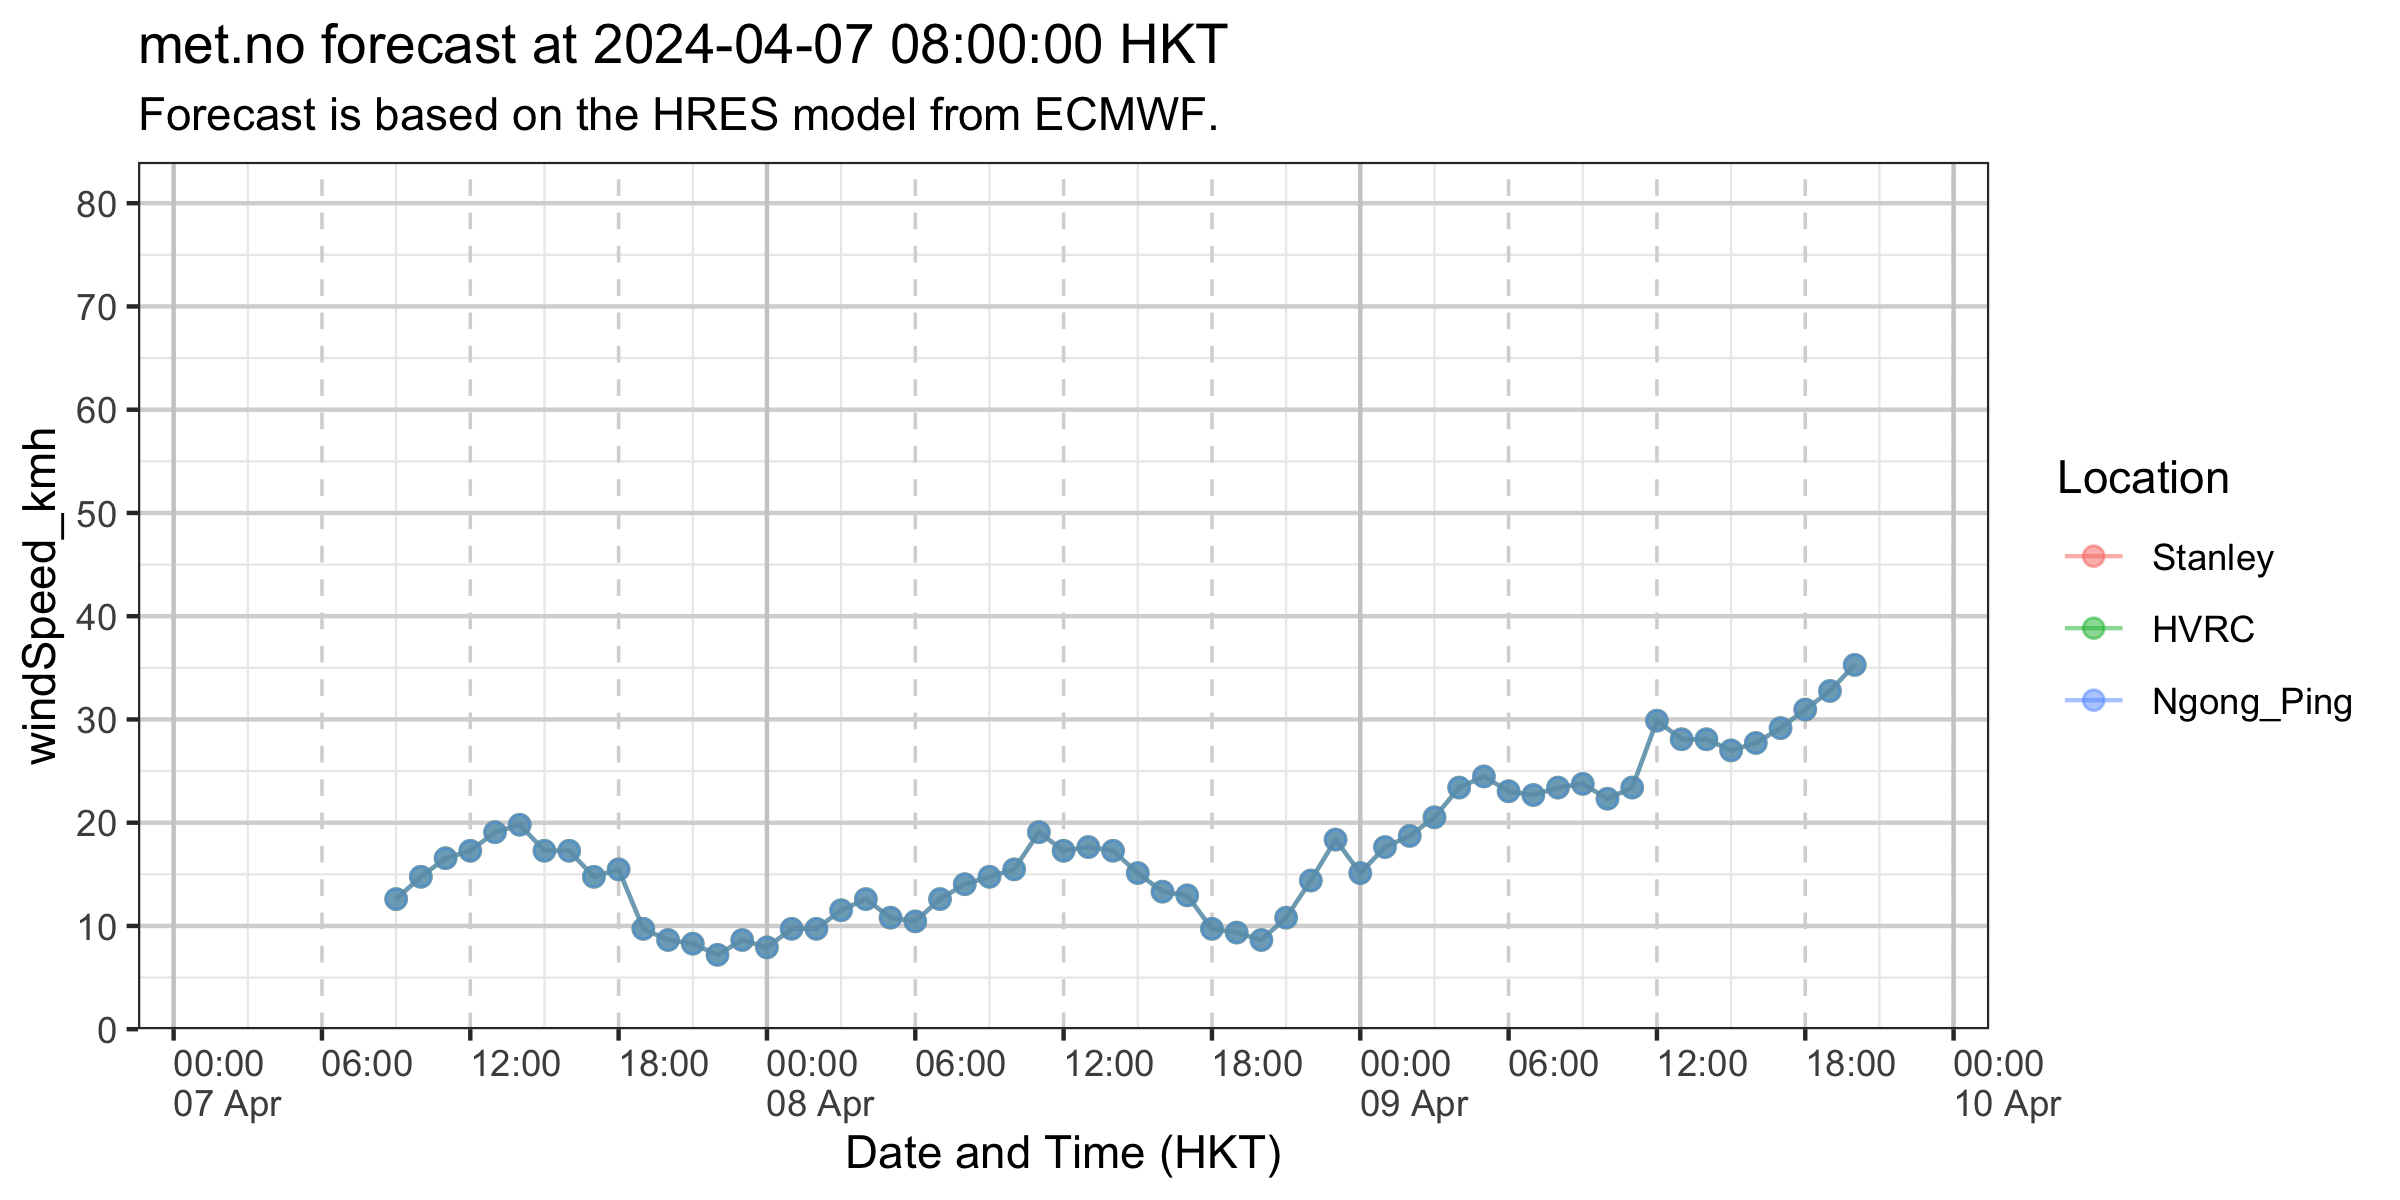 met.no forecast at 2024-04-07 08:00:00 HKT
Forecast is based on the HRES model from ECMWF.
windSpeed_kmh
80
70
60
50
40
30
20
10
0
00:00 06:00 12:00 18:00 00:00 06:00 12:00 18:00 00:00 06:00 12:00 18:00 00:00
07 Apr 08 Apr 09 Apr 10 Apr
Date and Time (HKT)
Location
Stanley
HVRC
Ngong_Ping